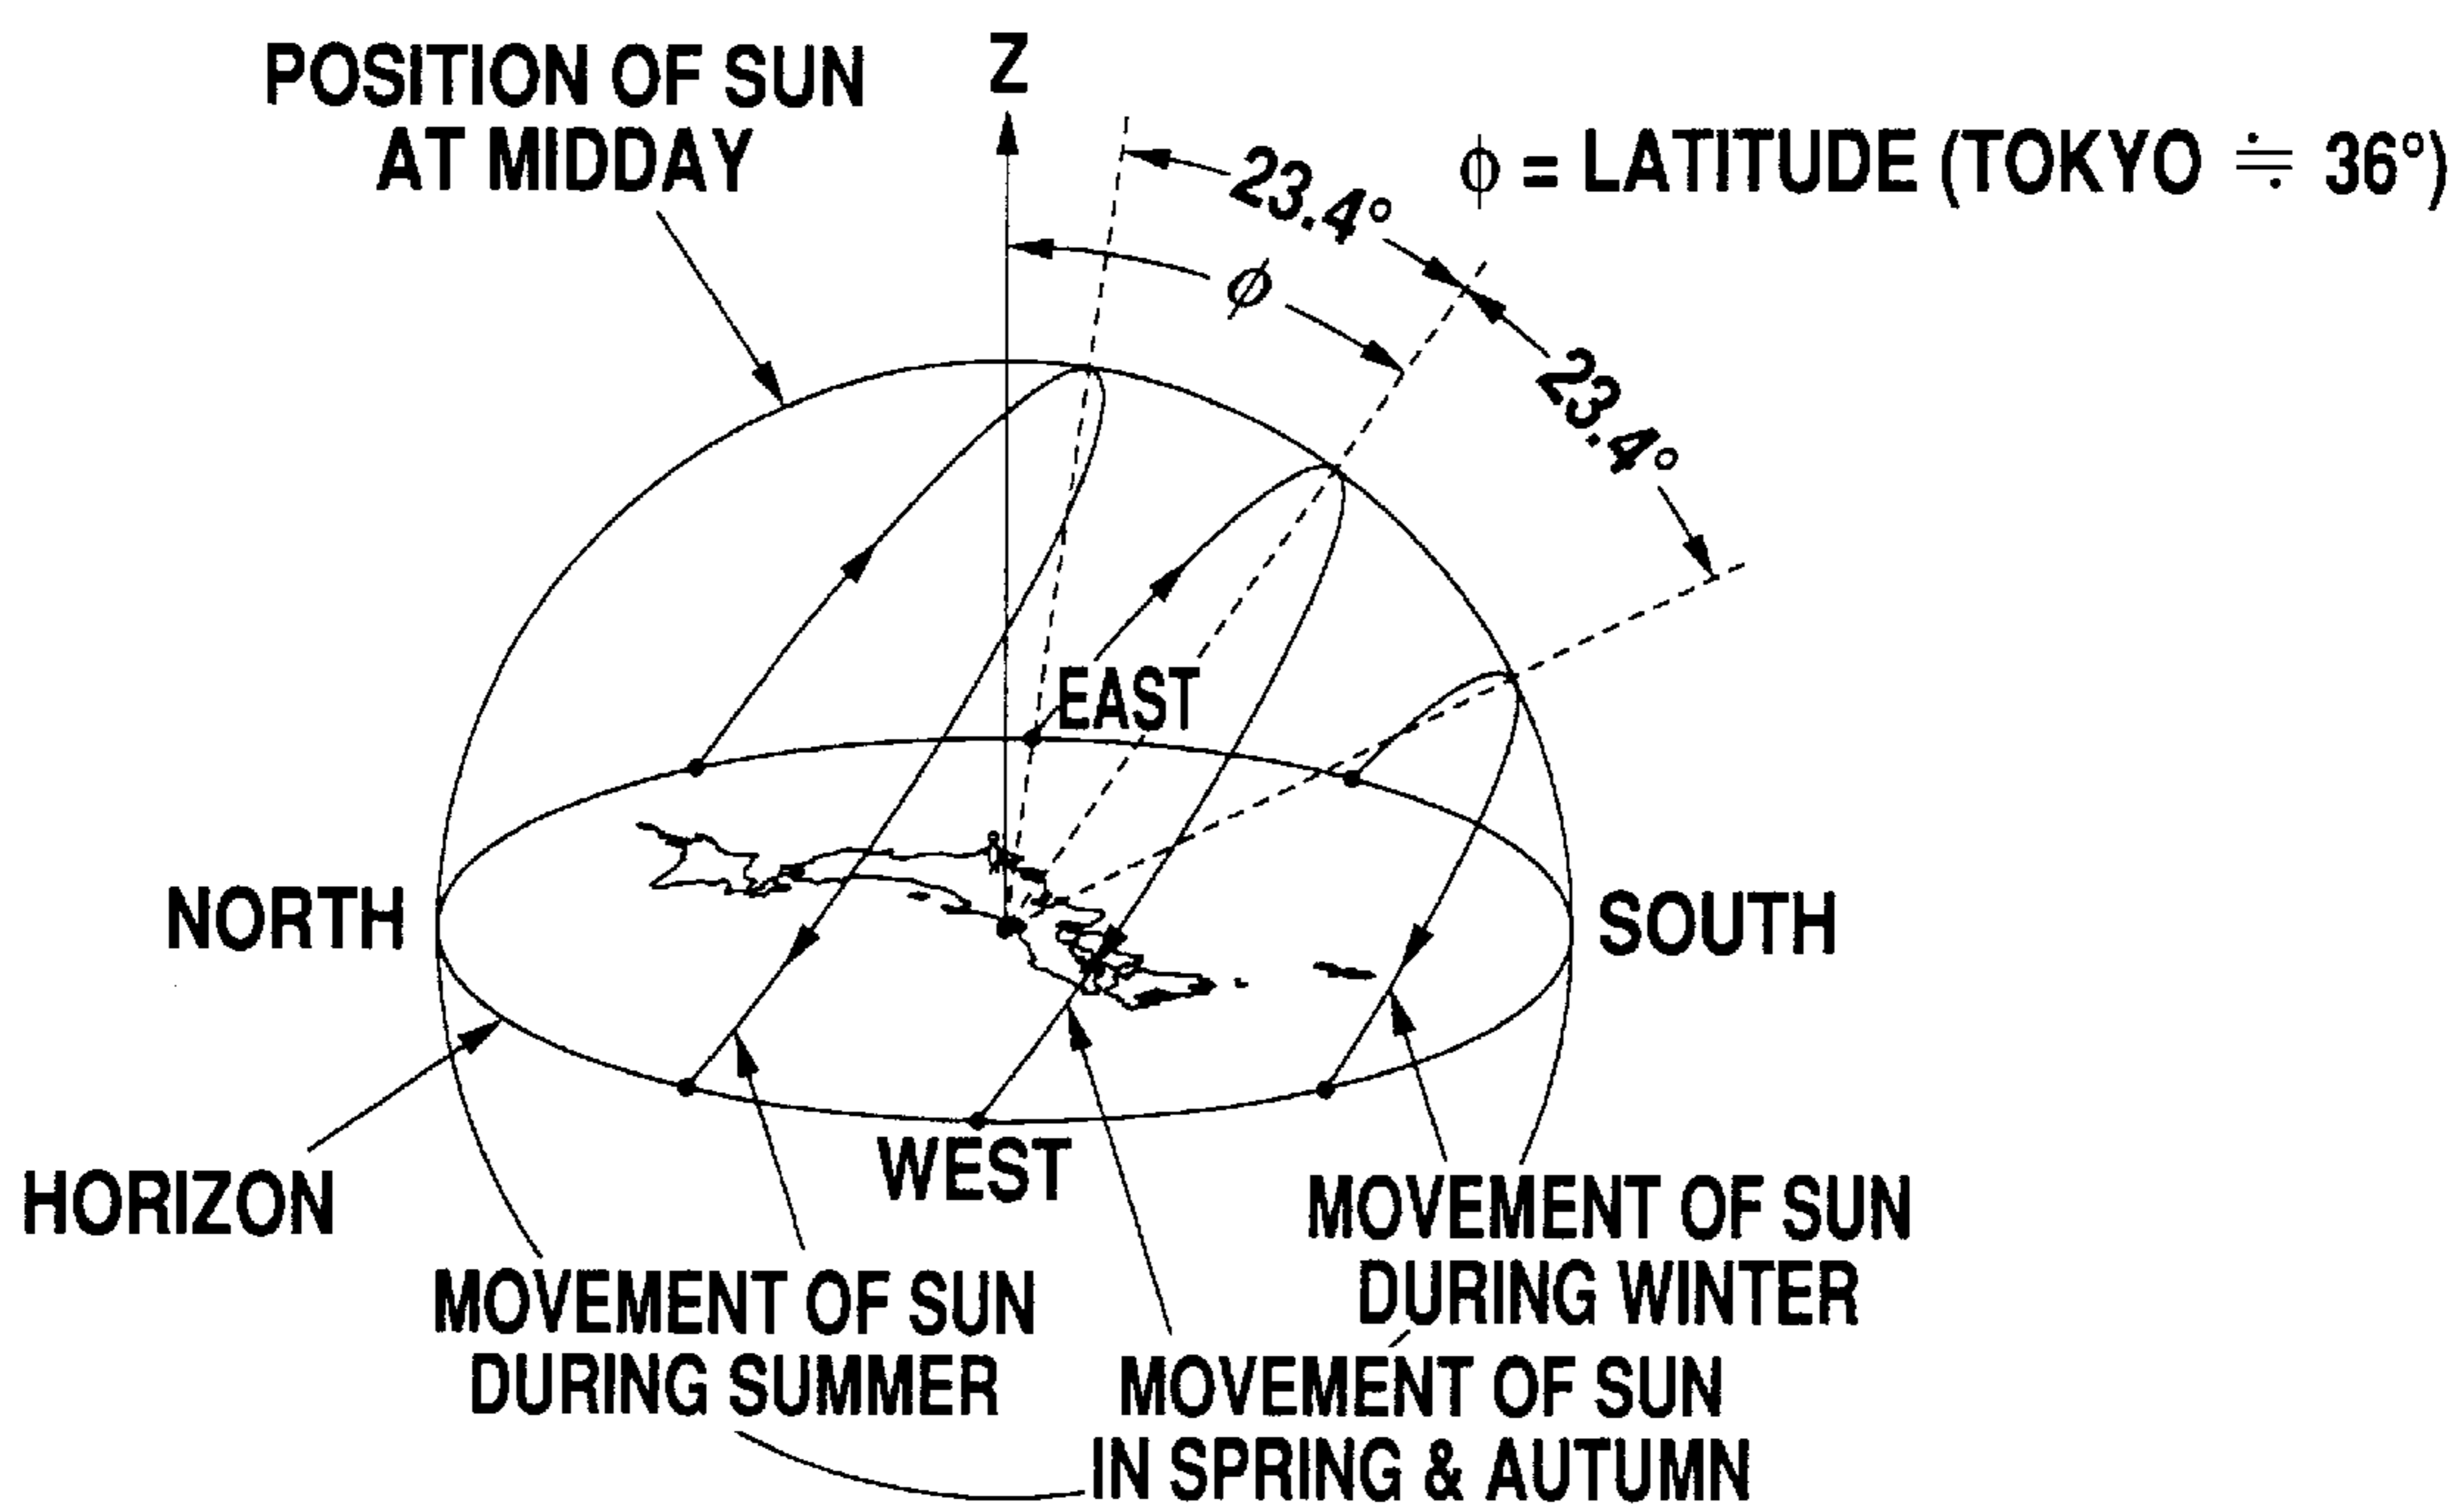 POSITION OF SUN
AT MIDDAY
Z
23.4°
ϕ = LATITUDE (TOKYO ≒ 36°)
ϕ
23.4°
EAST
NORTH
SOUTH
WEST
HORIZON
MOVEMENT OF SUN
DURING SUMMER
MOVEMENT OF SUN
DURING WINTER
MOVEMENT OF SUN
IN SPRING & AUTUMN